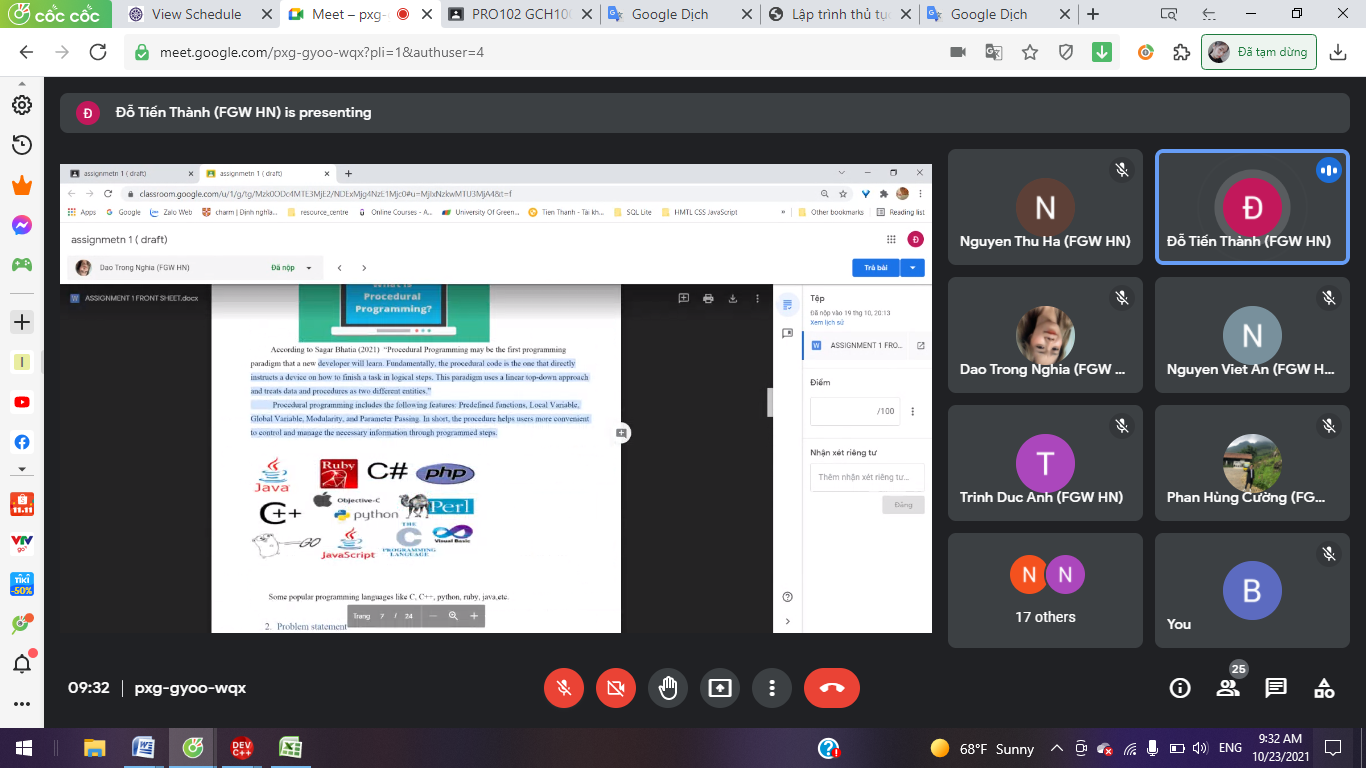 cốc cốc
View Schedule
Meet – pxg-
PRO102 GCH100
Google Dịch
Lập trình thủ tục
Google Dịch
meet.google.com/pxg-gyoo-wqx?pli=1&authuser=4
Đã tạm dừng
Đ
Đỗ Tiến Thành (FGW HN) is presenting
assignmetn 1 ( draft)
assignmetn 1 ( draft)
Apps
Google
Zalo Web
charm | Định nghĩa...
resource_centre
Online Courses - A...
University Of Green...
Tien Thanh - Tài kh...
SQL Lite
HMTL CSS JavaScript
Other bookmarks
Reading list
assignmetn 1 ( draft)
Đ
Dao Trong Nghia (FGW HN)
Đã nộp
Trả bài
ASSIGNMENT 1 FRONT SHEET.docx
What is
Procedural
Programming?
According to Sagar Bhatia (2021) “Procedural Programming may be the first programming
paradigm that a new developer will learn. Fundamentally, the procedural code is the one that directly
instructs a device on how to finish a task in logical steps. This paradigm uses a linear top-down approach
and treats data and procedures as two different entities.”
Procedural programming includes the following features: Predefined functions, Local Variable,
Global Variable, Modularity, and Parameter Passing. In short, the procedure helps users more convenient
to control and manage the necessary information through programmed steps.
Java
Ruby
C#
php
Objective-C
C++
python
Perl
GO
JavaScript
THE
C
PROGRAMMING
LANGUAGE
Visual Basic
Some popular programming languages like C, C++, python, ruby, java,etc.
Trang 7 / 24
2. Problem statement
Tệp
Đã nộp vào 19 thg 10, 20:13
Xem lịch sử
ASSIGNMENT 1 FRO...
Điểm
/100
Nhận xét riêng tư
Thêm nhận xét riêng tư...
Đăng
N
Nguyen Thu Ha (FGW HN)
Đ
Đỗ Tiến Thành (FGW HN)
Dao Trong Nghia (FGW ...
N
Nguyen Viet An (FGW H...
T
Trinh Duc Anh (FGW HN)
Phan Hùng Cường (FG...
N
N
17 others
B
You
I
11.11
VTV
go
TIKI
-50%
09:32 | pxg-gyoo-wqx
25
DEV
C++
68°F Sunny
ENG
9:32 AM
10/23/2021